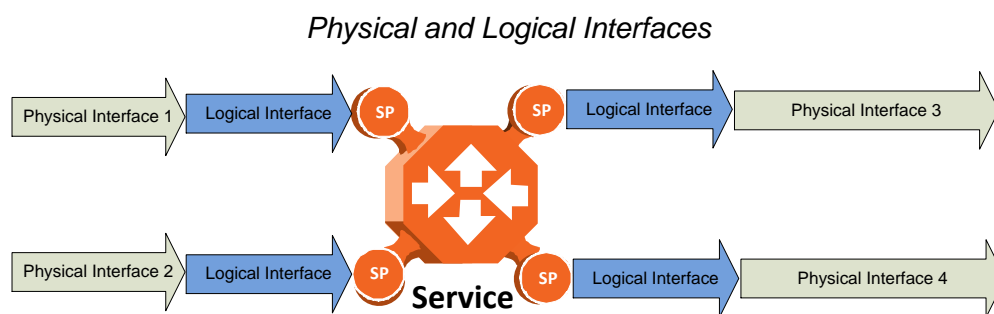 Physical and Logical Interfaces
Physical Interface 1
Logical Interface
SP
SP
Logical Interface
Physical Interface 3
Physical Interface 2
Logical Interface
SP
SP
Logical Interface
Physical Interface 4
Service